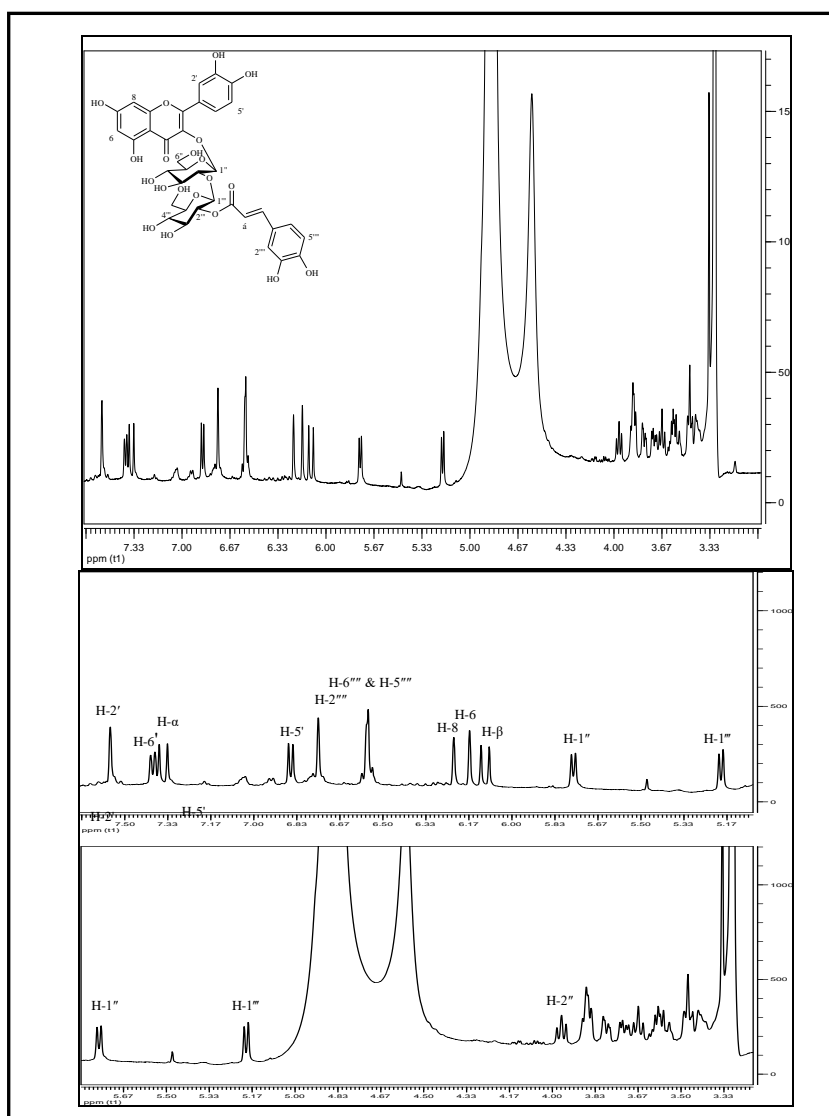 OH
2'
OH
HO
8
O
5'
6
O
OH
O
6"
OH
O
1"
HO
HO
OH
O
O
1"'
O
4"'
2"'
O
HO
HO
á
5""
2""
HO
OH
15
10
50
0
7.33
7.00
6.67
6.33
6.00
5.67
5.33
5.00
4.67
4.33
4.00
3.67
3.33
ppm (t1)
H-6"" & H-5""
H-2'
H-α
H-6'
H-5'
H-2""
H-8
H-6
H-β
H-1"
H-1"'
1000
500
0
H-2'
H-5'
7.50
7.33
7.17
7.00
6.83
6.67
6.50
6.33
6.17
6.00
5.83
5.67
5.50
5.33
5.17
ppm (t1)
H-1"
H-1"'
H-2"
1000
500
0
5.67
5.50
5.33
5.17
5.00
4.83
4.67
4.50
4.33
4.17
4.00
3.83
3.67
3.50
3.33
ppm (t1)